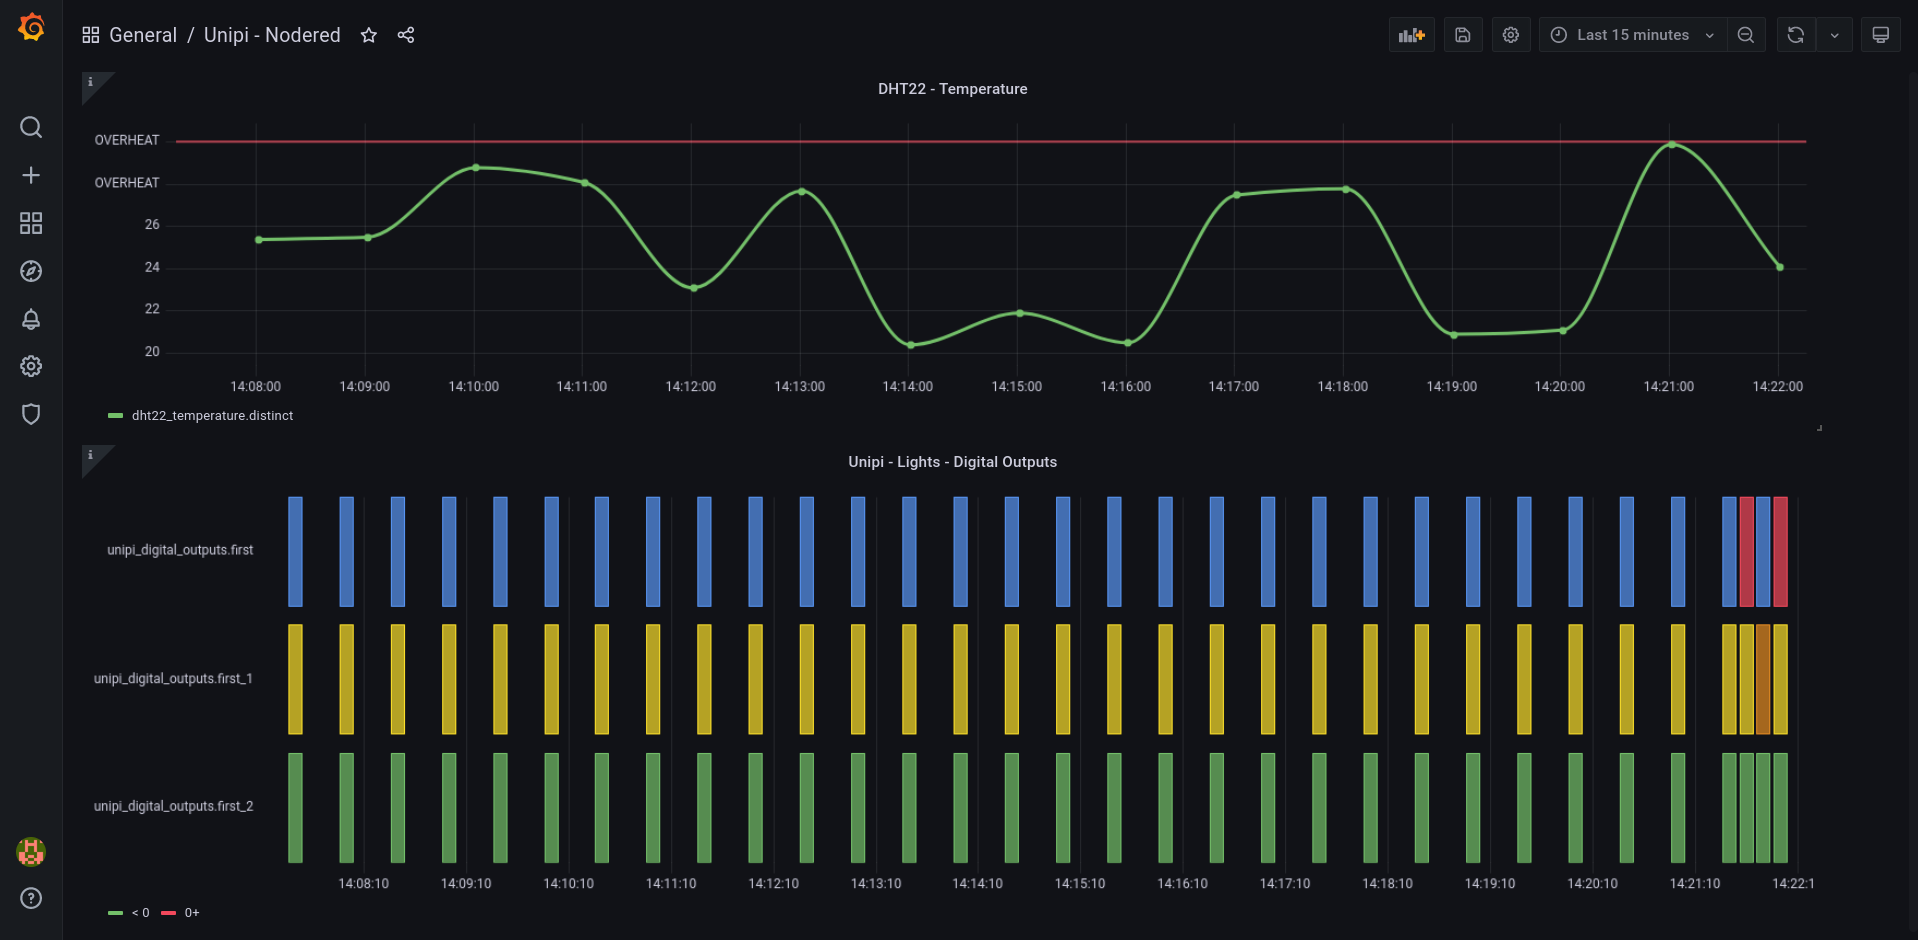 General / Unipi - Nodered
Last 15 minutes
i
DHT22 - Temperature
OVERHEAT
OVERHEAT
26
24
22
20
14:08:00 14:09:00 14:10:00 14:11:00 14:12:00 14:13:00 14:14:00 14:15:00 14:16:00 14:17:00 14:18:00 14:19:00 14:20:00 14:21:00 14:22:00
dht22_temperature.distinct
i
Unipi - Lights - Digital Outputs
unipi_digital_outputs.first
unipi_digital_outputs.first_1
unipi_digital_outputs.first_2
14:08:10 14:09:10 14:10:10 14:11:10 14:12:10 14:13:10 14:14:10 14:15:10 14:16:10 14:17:10 14:18:10 14:19:10 14:20:10 14:21:10 14:22:1
< 0 0+